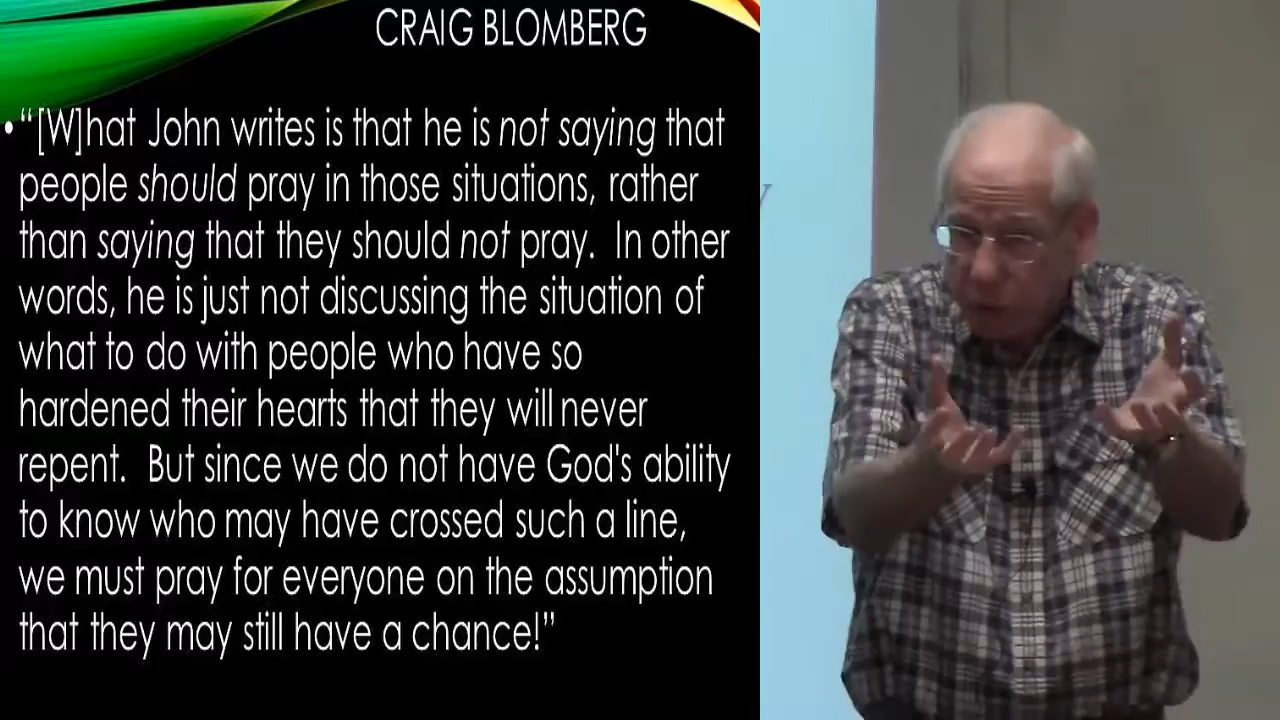 CRAIG BLOMBERG
• “[W]hat John writes is that he is not saying that
people should pray in those situations, rather
than saying that they should not pray.  In other
words, he is just not discussing the situation of
what to do with people who have so
hardened their hearts that they will never
repent.  But since we do not have God's ability
to know who may have crossed such a line,
we must pray for everyone on the assumption
that they may still have a chance!”